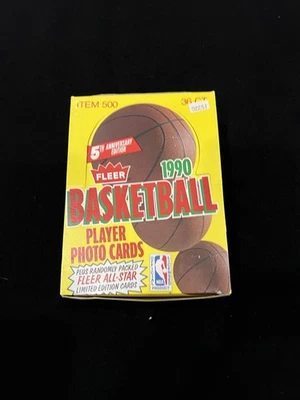 ITEM 500
5TH ANNIVERSARY
EDITION
FLEER
1990
BASKETBALL
PLAYER
PHOTO CARDS
PLUS RANDOMLY PACKED
FLEER ALL-STAR
LIMITED EDITION CARDS
NBA